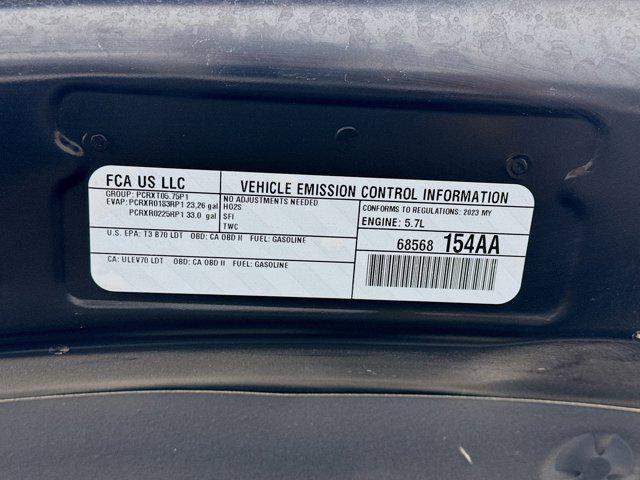 FCA US LLC
VEHICLE EMISSION CONTROL INFORMATION
GROUP: PCRXT05.75P1
EVAP: PCRXR0183RP1 23,26 gal
PCRXR0225RP1 33.0 gal
NO ADJUSTMENTS NEEDED
HO2S
SFI
TWC
CONFORMS TO REGULATIONS: 2023 MY
ENGINE: 5.7L
U.S. EPA: T3 B70 LDT OBD: CA OBD II FUEL: GASOLINE
68568 154AA
CA: ULEV70 LDT OBD: CA OBD II FUEL: GASOLINE